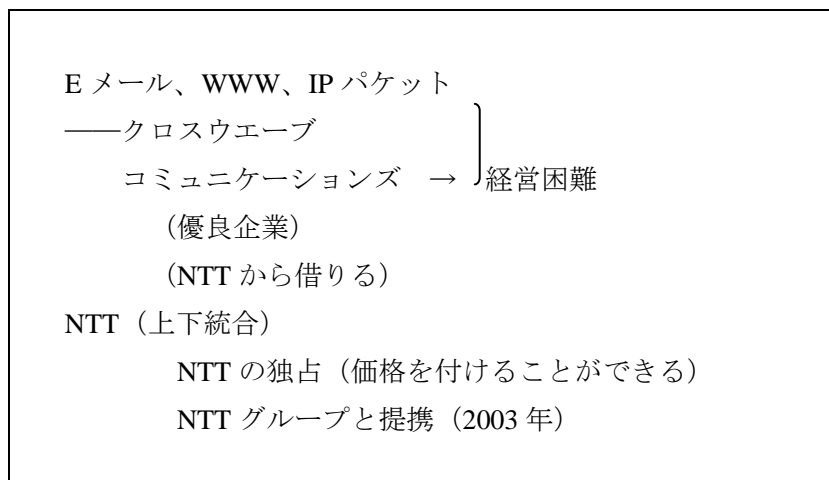 E メール、WWW、IP パケット
――クロスウエーブ
コミュニケーションズ → 経営困難
(優良企業)
(NTT から借りる)
NTT(上下統合)
NTT の独占(価格を付けることができる)
NTT グループと提携(2003 年)